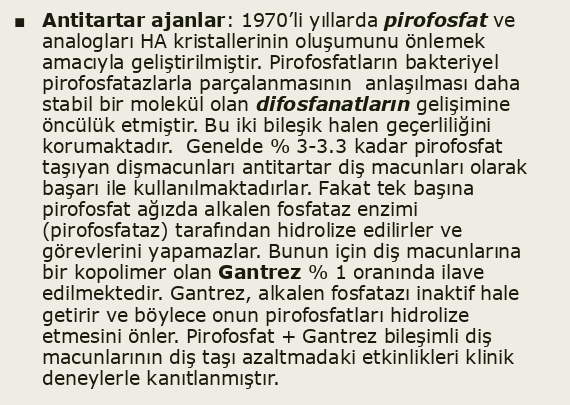 ▪ Antitartar ajanlar: 1970’li yıllarda pirofosfat ve
analogları HA kristallerinin oluşumunu önlemek
amacıyla geliştirilmiştir. Pirofosfatların bakteriyel
pirofosfatazlarla parçalanmasının  anlaşılması daha
stabil bir molekül olan difosfanatların gelişimine
öncülük etmiştir. Bu iki bileşik halen geçerliliğini
korumaktadır.  Genelde % 3-3.3 kadar pirofosfat
taşıyan dişmacunları antitartar diş macunları olarak
başarı ile kullanılmaktadırlar. Fakat tek başına
pirofosfat ağızda alkalen fosfataz enzimi
(pirofosfataz) tarafından hidrolize edilirler ve
görevlerini yapamazlar. Bunun için diş macunlarına
bir kopolimer olan Gantrez % 1 oranında ilave
edilmektedir. Gantrez, alkalen fosfatazı inaktif hale
getirir ve böylece onun pirofosfatları hidrolize
etmesini önler. Pirofosfat + Gantrez bileşimli diş
macunlarının diş taşı azaltmadaki etkinlikleri klinik
deneylerle kanıtlanmıştır.